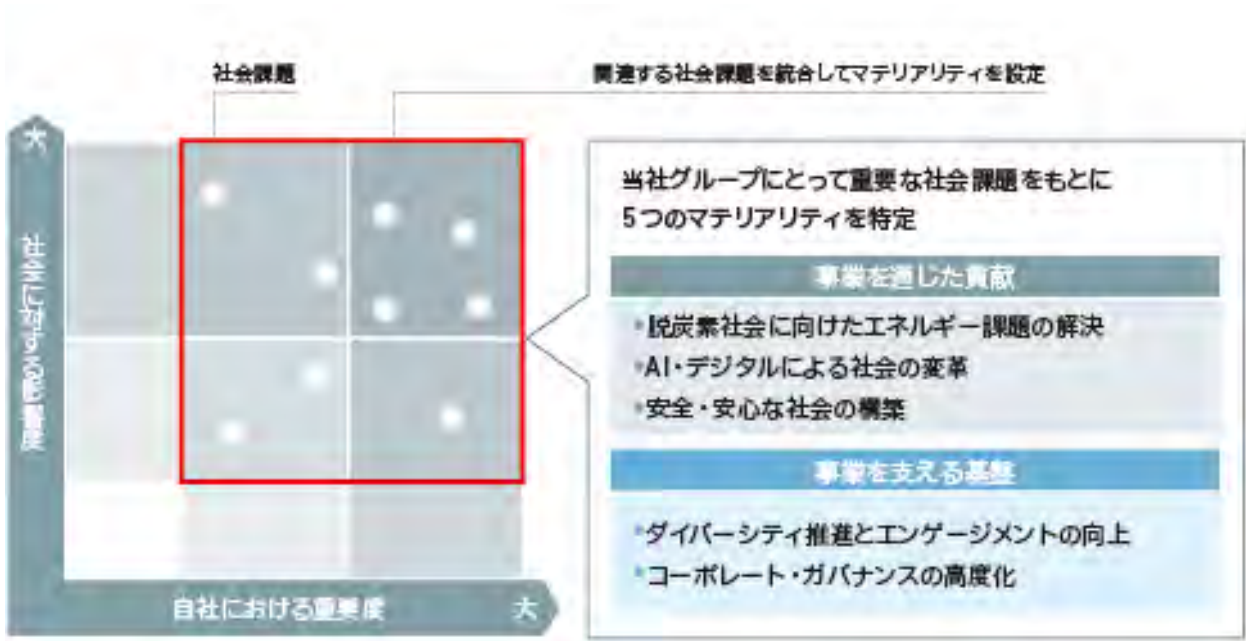 社会課題
関連する社会課題を統合してマテリアリティを設定
大
社会に対する影響度
当社グループにとって重要な社会課題をもとに
5つのマテリアリティを特定
事業を通じた貢献
•脱炭素社会に向けたエネルギー課題の解決
•AI・デジタルによる社会の変革
•安全・安心な社会の構築
事業を支える基盤
•ダイバーシティ推進とエンゲージメントの向上
•コーポレート・ガバナンスの高度化
自社における重要度 大